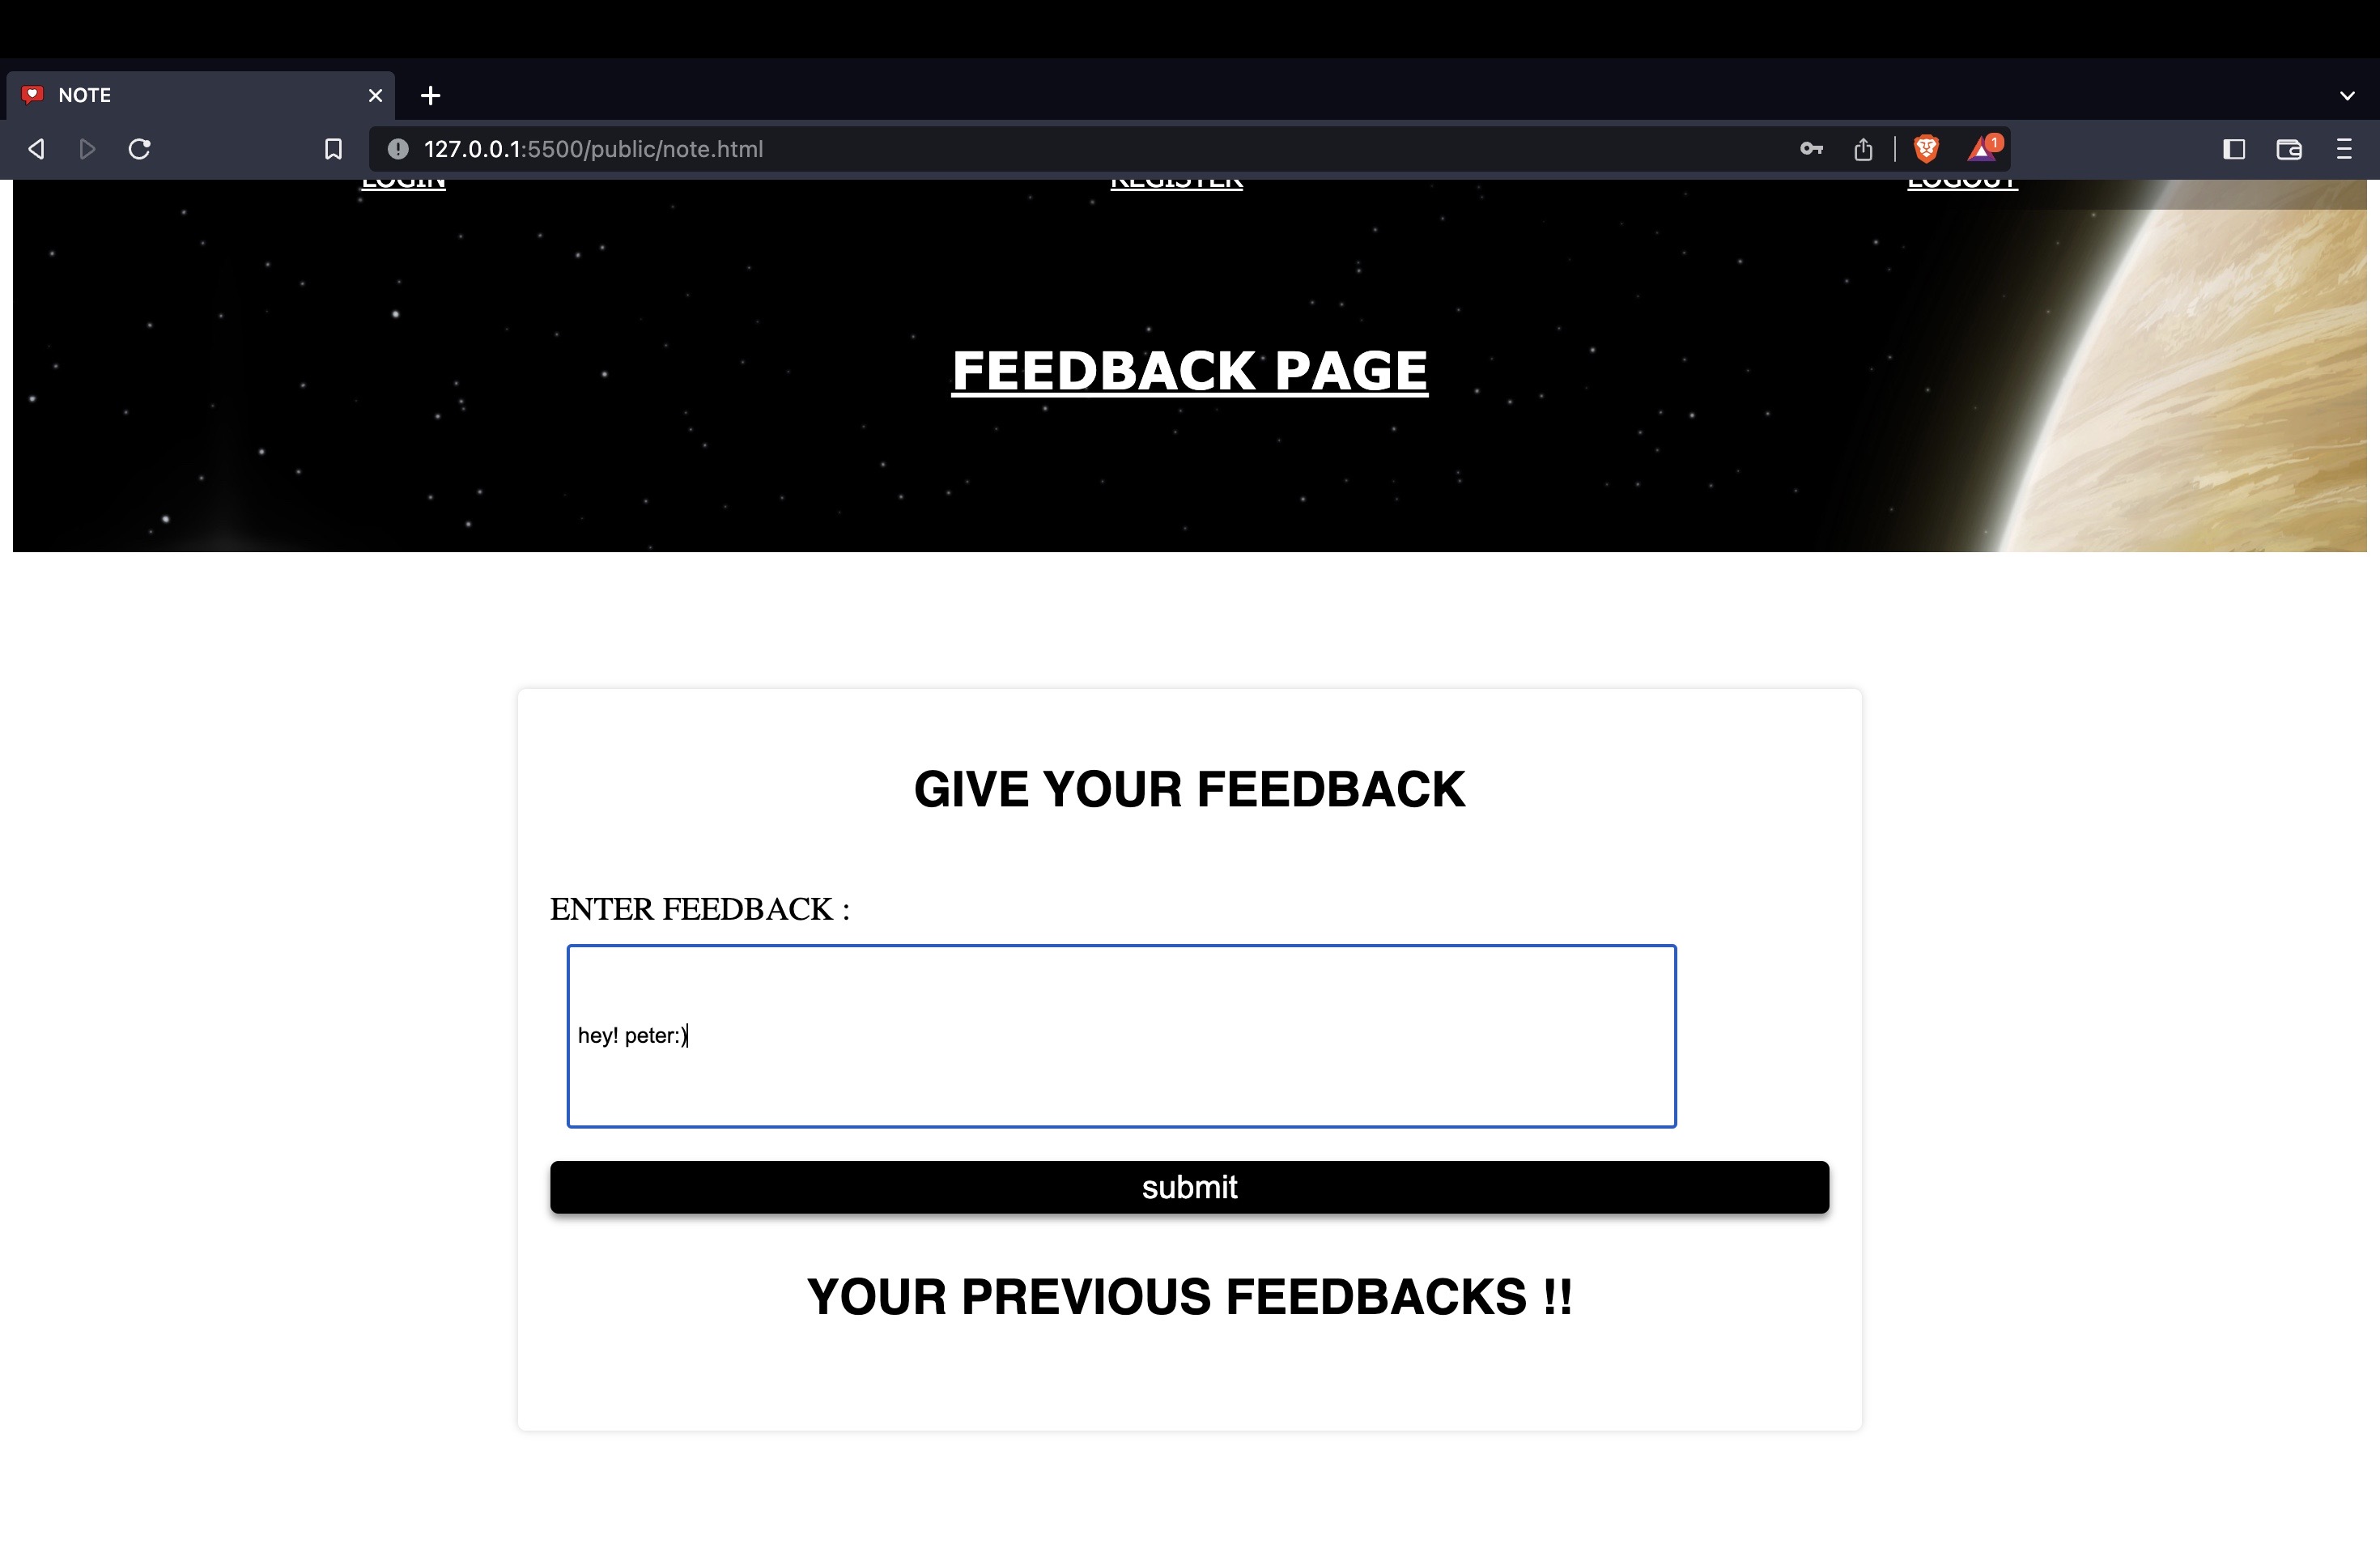 NOTE
127.0.0.1:5500/public/note.html
1
LOGIN REGISTER LOGOUT
FEEDBACK PAGE
GIVE YOUR FEEDBACK
ENTER FEEDBACK :
hey! peter:)
submit
YOUR PREVIOUS FEEDBACKS !!